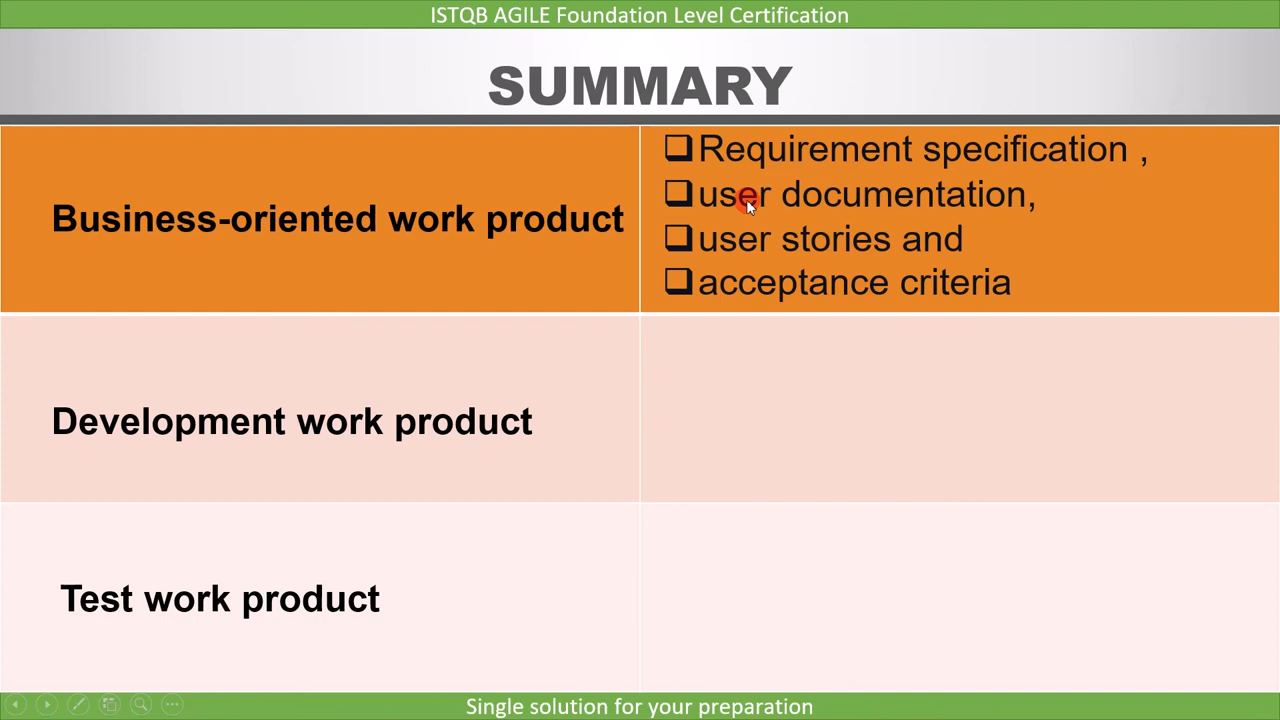 ISTQB AGILE Foundation Level Certification
SUMMARY
Business-oriented work product
Requirement specification ,
user documentation,
user stories and
acceptance criteria
Development work product
Test work product
Single solution for your preparation